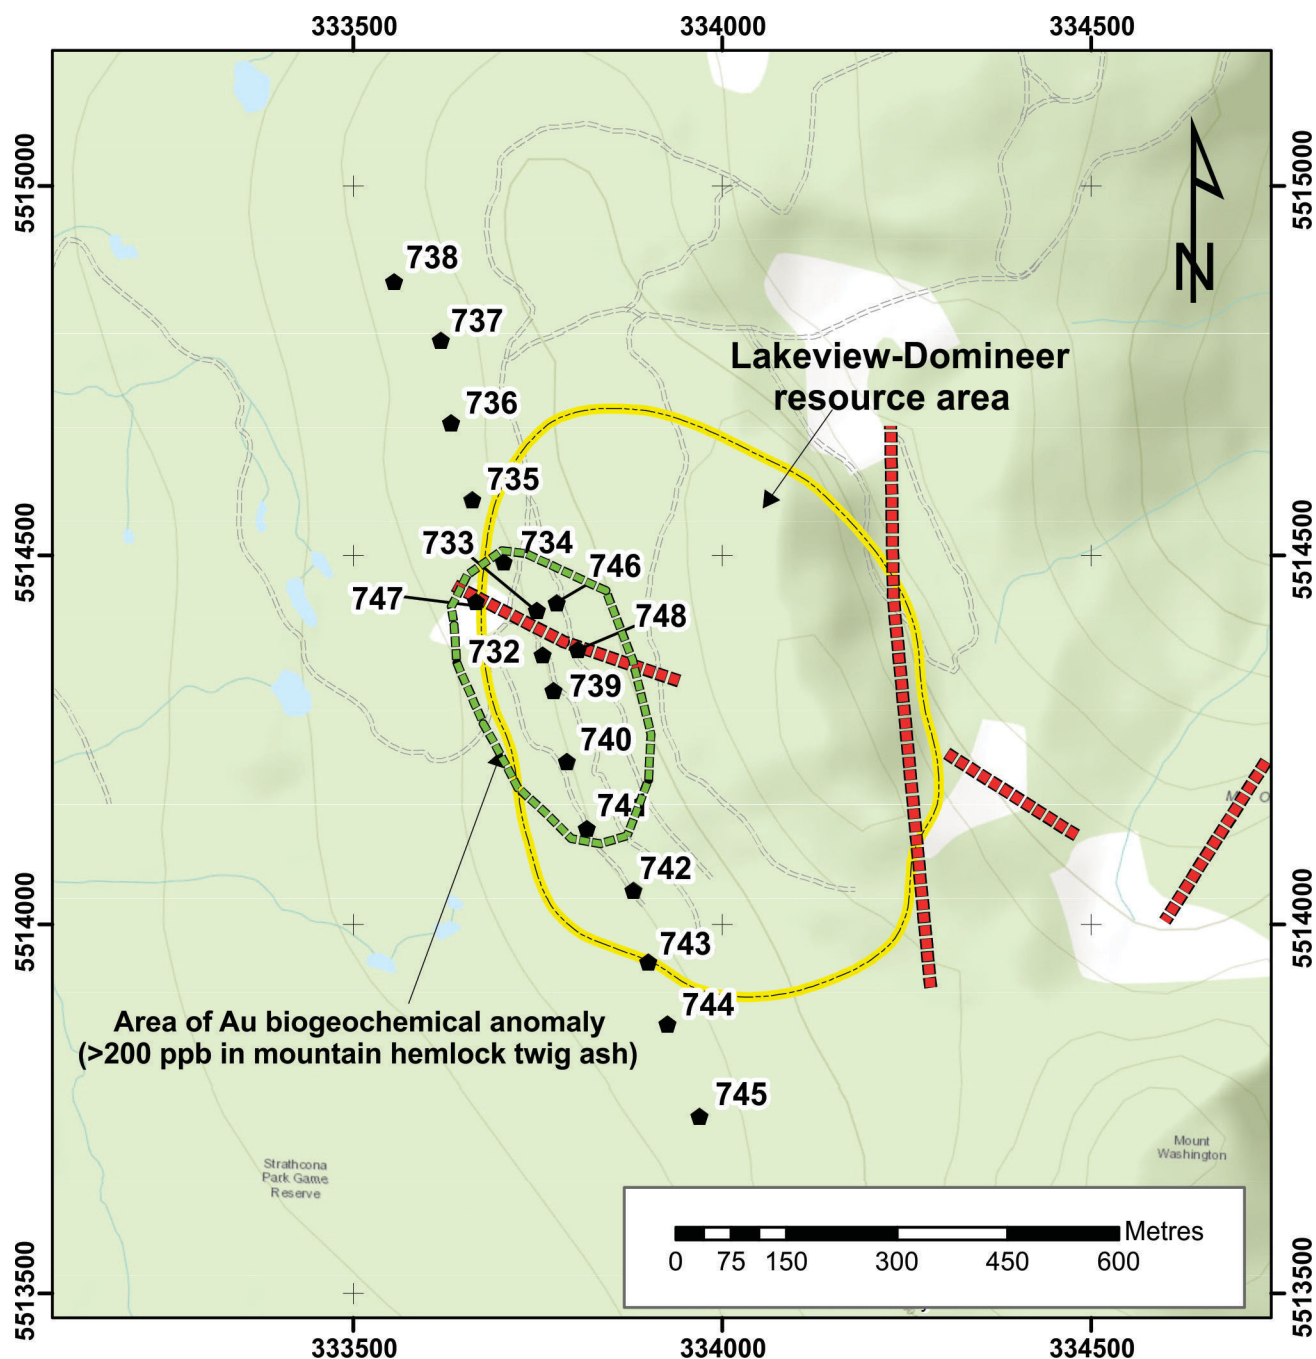 333500 334000 334500
5515000 5515000
N
738
737
Lakeview-Domineer
resource area
736
735
733 734
746
5514500 5514500
747
748
732
739
740
741
742
5514000 5514000
743
744
Area of Au biogeochemical anomaly
(>200 ppb in mountain hemlock twig ash)
745
Mount
Washington
Strathcona
Park Game
Reserve
Metres
0 75 150 300 450 600
5513500 5513500
333500 334000 334500